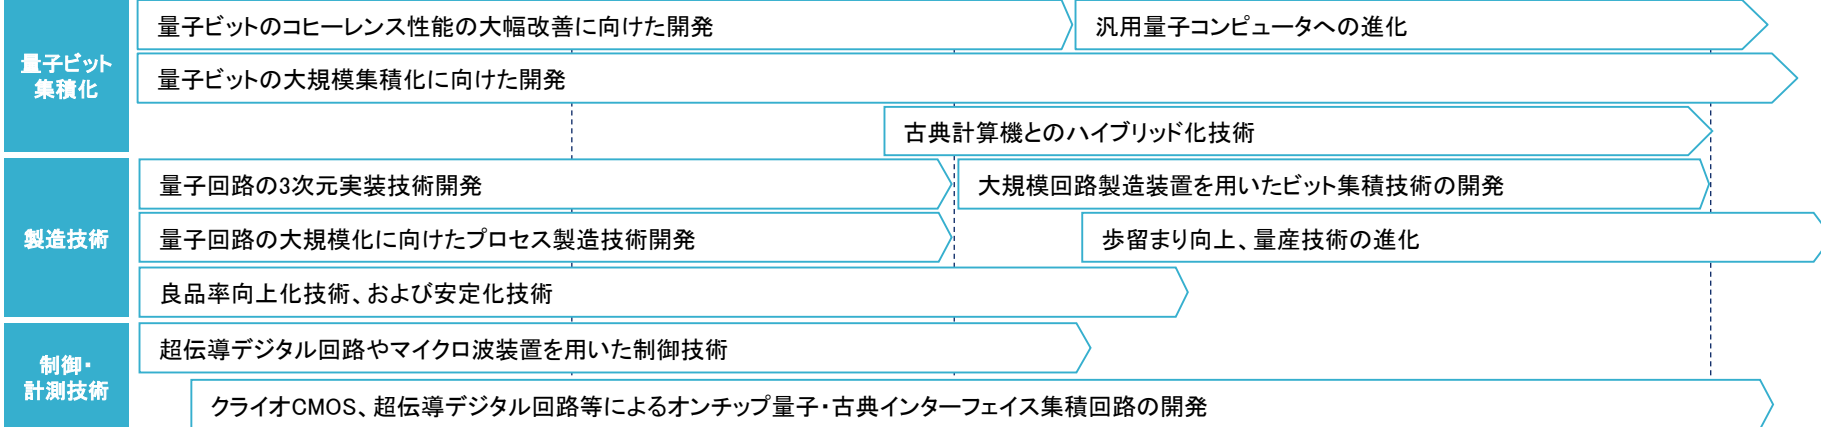 量子ビット
集積化
量子ビットのコヒーレンス性能の大幅改善に向けた開発
汎用量子コンピュータへの進化
量子ビットの大規模集積化に向けた開発
古典計算機とのハイブリッド化技術
製造技術
量子回路の3次元実装技術開発
大規模回路製造装置を用いたビット集積技術の開発
量子回路の大規模化に向けたプロセス製造技術開発
歩留まり向上、量産技術の進化
良品率向上化技術、および安定化技術
制御・
計測技術
超伝導デジタル回路やマイクロ波装置を用いた制御技術
クライオCMOS、超伝導デジタル回路等によるオンチップ量子・古典インターフェイス集積回路の開発